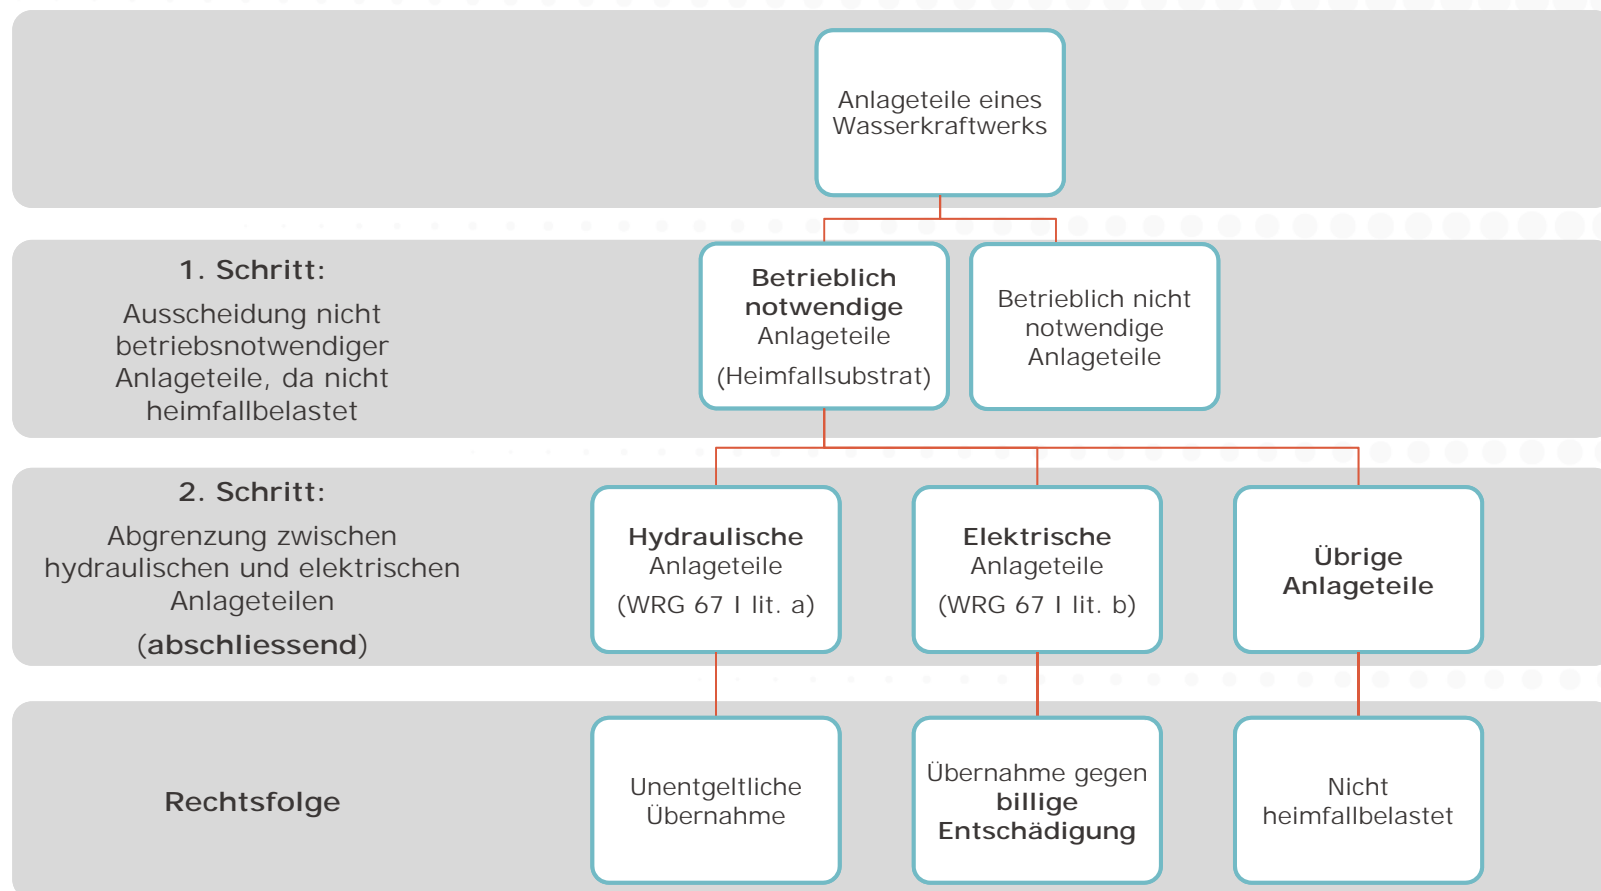 Anlageteile eines
Wasserkraftwerks
1. Schritt:
Ausscheidung nicht
betriebsnotwendiger
Anlageteile, da nicht
heimfallbelastet
Betrieblich
notwendige
Anlageteile
(Heimfallsubstrat)
Betrieblich nicht
notwendige
Anlageteile
2. Schritt:
Abgrenzung zwischen
hydraulischen und elektrischen
Anlageteilen
(abschliessend)
Hydraulische
Anlageteile
(WRG 67 I lit. a)
Elektrische
Anlageteile
(WRG 67 I lit. b)
Übrige
Anlageteile
Rechtsfolge
Unentgeltliche
Übernahme
Übernahme gegen
billige
Entschädigung
Nicht
heimfallbelastet